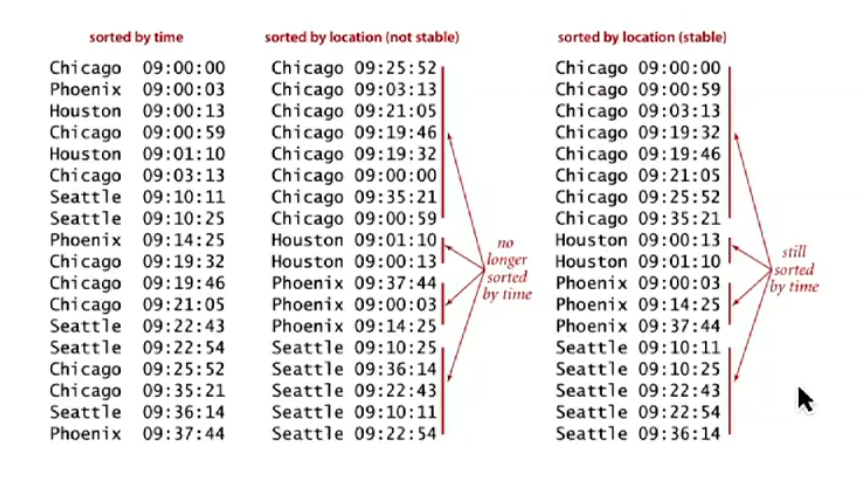 sorted by time
Chicago 09:00:00
Phoenix 09:00:03
Houston 09:00:13
Chicago 09:00:59
Houston 09:01:10
Chicago 09:03:13
Seattle 09:10:11
Seattle 09:10:25
Phoenix 09:14:25
Chicago 09:19:32
Chicago 09:19:46
Chicago 09:21:05
Seattle 09:22:43
Seattle 09:22:54
Chicago 09:25:52
Chicago 09:35:21
Seattle 09:36:14
Phoenix 09:37:44
sorted by location (not stable)
Chicago 09:25:52
Chicago 09:03:13
Chicago 09:21:05
Chicago 09:19:46
Chicago 09:19:32
Chicago 09:00:00
Chicago 09:35:21
Chicago 09:00:59
Houston 09:01:10
Houston 09:00:13
Phoenix 09:37:44
Phoenix 09:00:03
Phoenix 09:14:25
Seattle 09:10:25
Seattle 09:36:14
Seattle 09:22:43
Seattle 09:10:11
Seattle 09:22:54
no
longer
sorted
by time
sorted by location (stable)
Chicago 09:00:00
Chicago 09:00:59
Chicago 09:03:13
Chicago 09:19:32
Chicago 09:19:46
Chicago 09:21:05
Chicago 09:25:52
Chicago 09:35:21
Houston 09:00:13
Houston 09:01:10
Phoenix 09:00:03
Phoenix 09:14:25
Phoenix 09:37:44
Seattle 09:10:11
Seattle 09:10:25
Seattle 09:22:43
Seattle 09:22:54
Seattle 09:36:14
still
sorted
by time